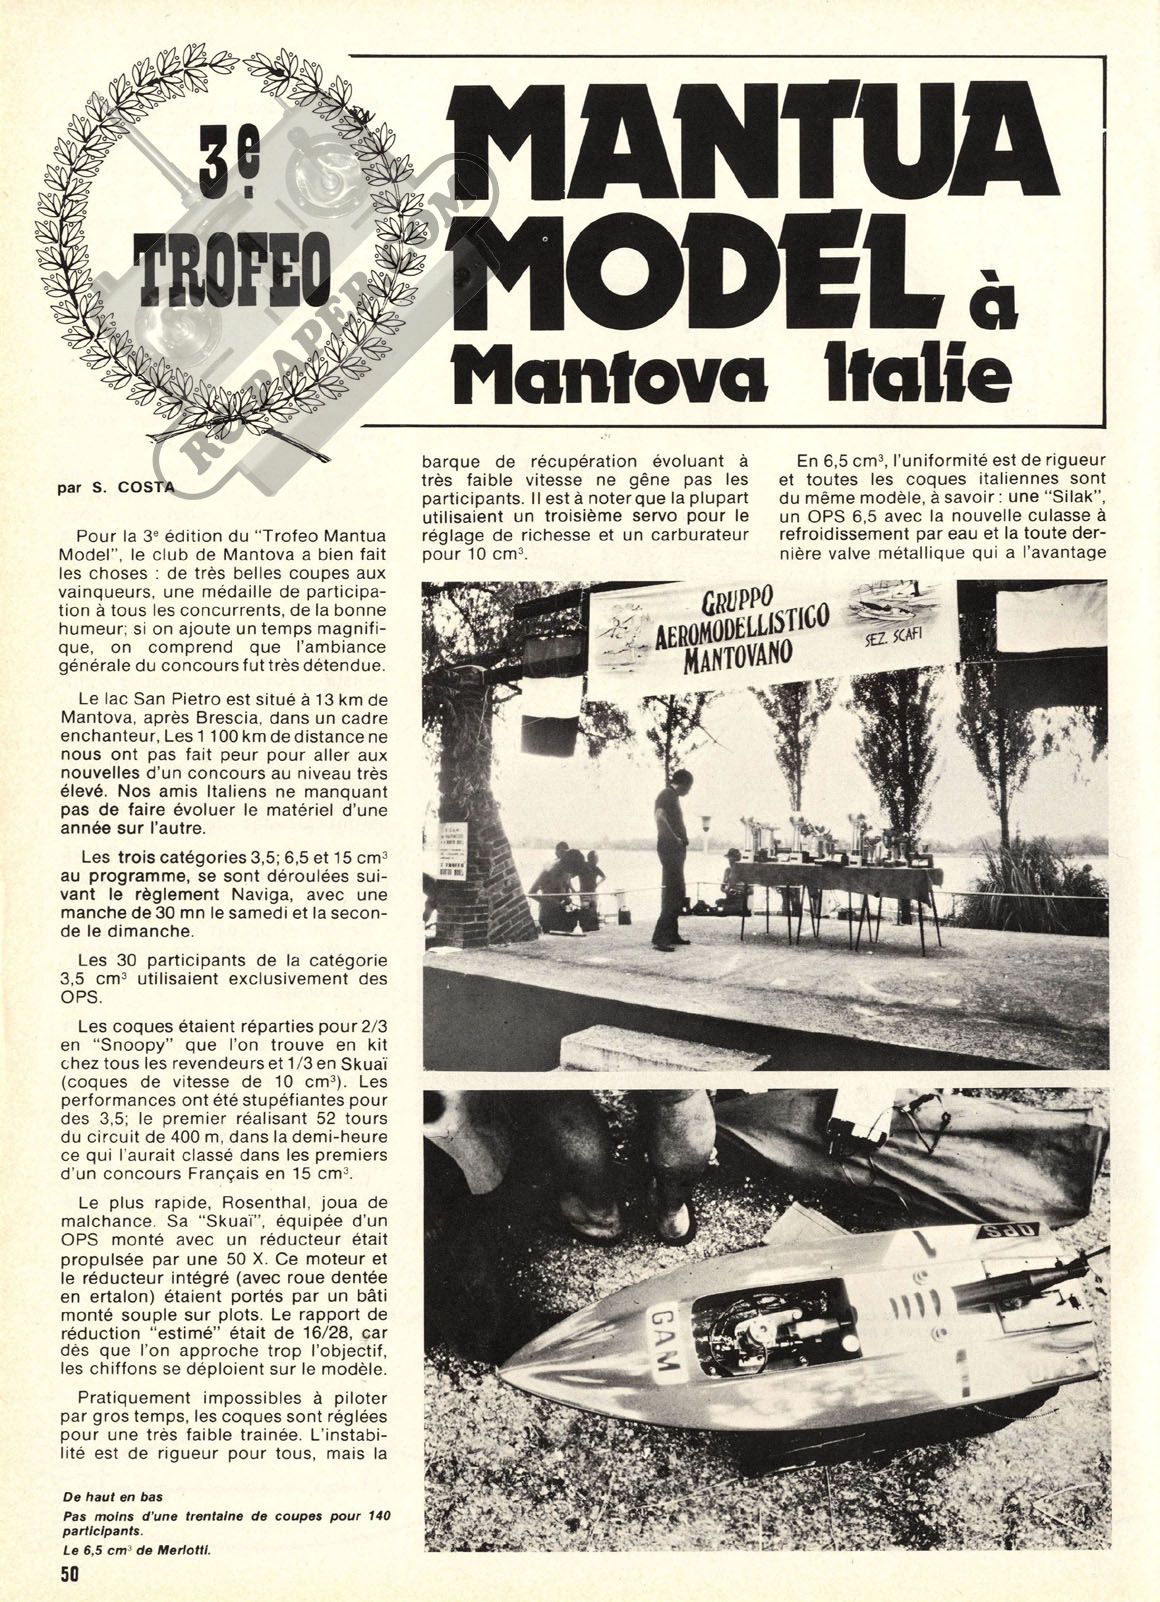 3e
TROFEO
MANTUA
MODEL à
Mantova Italie
RCPAPER.COM
par S. COSTA
Pour la 3e édition du "Trofeo Mantua
Model", le club de Mantova a bien fait
les choses : de très belles coupes aux
vainqueurs, une médaille de participa-
tion à tous les concurrents, de la bonne
humeur; si on ajoute un temps magnifi-
que, on comprend que l'ambiance
générale du concours fut très détendue.
Le lac San Pietro est situé à 13 km de
Mantova, après Brescia, dans un cadre
enchanteur, Les 1 100 km de distance ne
nous ont pas fait peur pour aller aux
nouvelles d'un concours au niveau très
élevé. Nos amis Italiens ne manquant
pas de faire évoluer le matériel d'une
année sur l'autre.
Les trois catégories 3,5; 6,5 et 15 cm³
au programme, se sont déroulées sui-
vant le règlement Naviga, avec une
manche de 30 mn le samedi et la secon-
de le dimanche.
Les 30 participants de la catégorie
3,5 cm³ utilisaient exclusivement des
OPS.
Les coques étaient réparties pour 2/3
en "Snoopy" que l'on trouve en kit
chez tous les revendeurs et 1/3 en Skuaï
(coques de vitesse de 10 cm³). Les
performances ont été stupéfiantes pour
des 3,5; le premier réalisant 52 tours
du circuit de 400 m, dans la demi-heure
ce qui l'aurait classé dans les premiers
d'un concours Français en 15 cm³.
Le plus rapide, Rosenthal, joua de
malchance. Sa "Skuaï", équipée d'un
OPS monté avec un réducteur était
propulsée par une 50 X. Ce moteur et
le réducteur intégré (avec roue dentée
en ertalon) étaient portés par un bâti
monté souple sur plots. Le rapport de
réduction "estimé" était de 16/28, car
dès que l'on approche trop l'objectif,
les chiffons se déploient sur le modèle.
Pratiquement impossibles à piloter
par gros temps, les coques sont réglées
pour une très faible trainée. L'instabi-
lité est de rigueur pour tous, mais la
barque de récupération évoluant à
très faible vitesse ne gêne pas les
participants. Il est à noter que la plupart
utilisaient un troisième servo pour le
réglage de richesse et un carburateur
pour 10 cm³.
En 6,5 cm³, l'uniformité est de rigueur
et toutes les coques italiennes sont
du même modèle, à savoir : une "Silak",
un OPS 6,5 avec la nouvelle culasse à
refroidissement par eau et la toute der-
nière valve métallique qui a l'avantage
GRUPPO
AEROMODELLISTICO
MANTOVANO
SEZ. SCAFI
OPS
GAM
De haut en bas
Pas moins d'une trentaine de coupes pour 140
participants.
Le 6,5 cm³ de Merlotti.
50